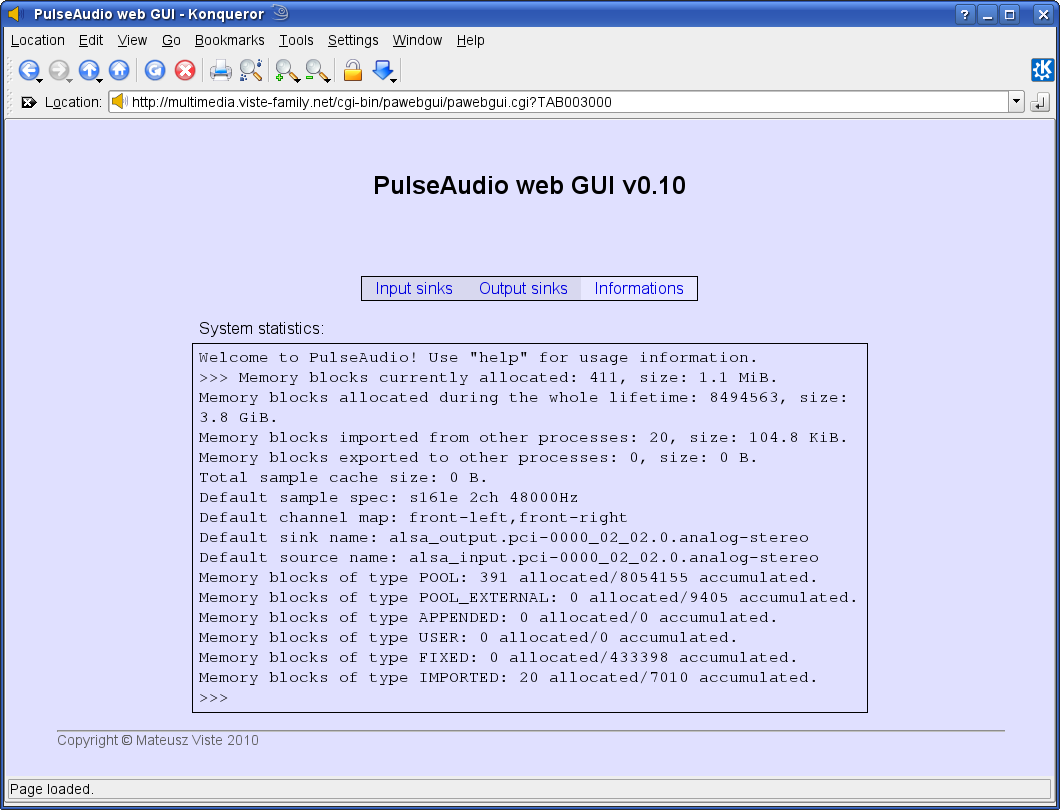 PulseAudio web GUI - Konqueror
Location Edit View Go Bookmarks Tools Settings Window Help
Location: http://multimedia.viste-family.net/cgi-bin/pawebgui/pawebgui.cgi?TAB003000
PulseAudio web GUI v0.10
Input sinks Output sinks Informations
System statistics:
Welcome to PulseAudio! Use "help" for usage information.
>>> Memory blocks currently allocated: 411, size: 1.1 MiB.
Memory blocks allocated during the whole lifetime: 8494563, size:
3.8 GiB.
Memory blocks imported from other processes: 20, size: 104.8 KiB.
Memory blocks exported to other processes: 0, size: 0 B.
Total sample cache size: 0 B.
Default sample spec: s16le 2ch 48000Hz
Default channel map: front-left,front-right
Default sink name: alsa_output.pci-0000_02_02.0.analog-stereo
Default source name: alsa_input.pci-0000_02_02.0.analog-stereo
Memory blocks of type POOL: 391 allocated/8054155 accumulated.
Memory blocks of type POOL_EXTERNAL: 0 allocated/9405 accumulated.
Memory blocks of type APPENDED: 0 allocated/0 accumulated.
Memory blocks of type USER: 0 allocated/0 accumulated.
Memory blocks of type FIXED: 0 allocated/433398 accumulated.
Memory blocks of type IMPORTED: 20 allocated/7010 accumulated.
>>>
Copyright © Mateusz Viste 2010
Page loaded.